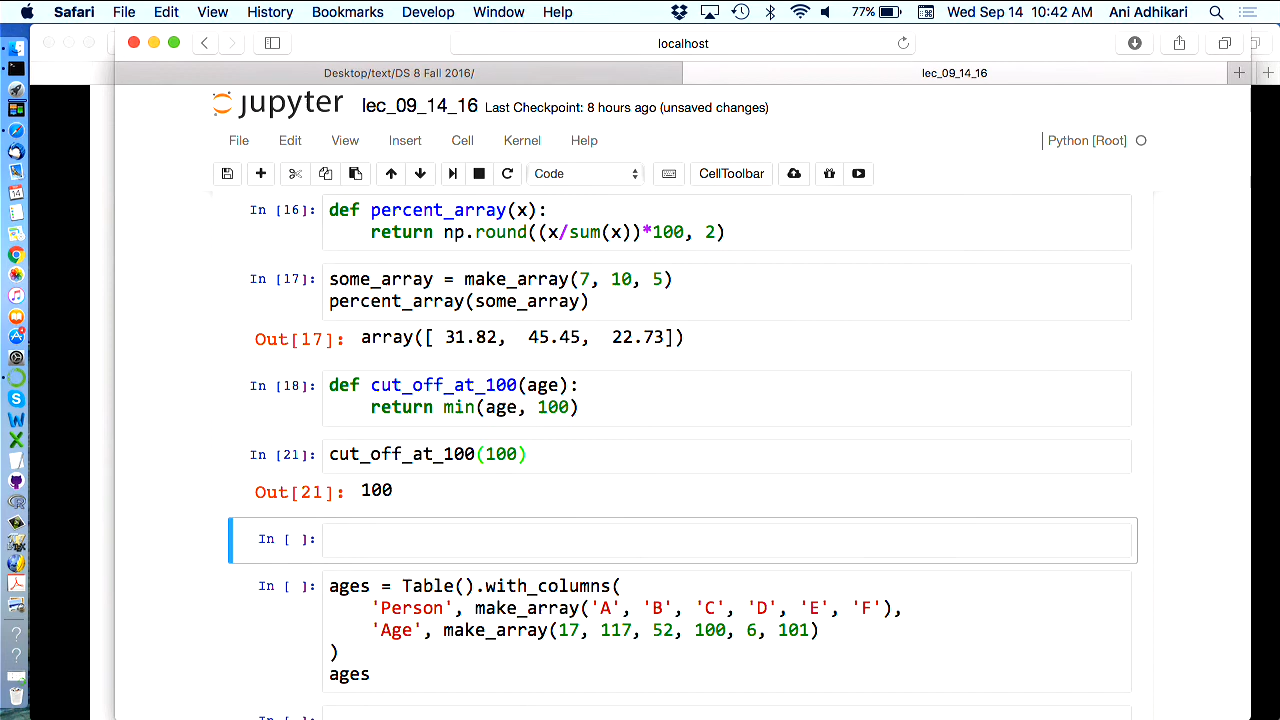 Safari File Edit View History Bookmarks Develop Window Help 77% Wed Sep 14 10:42 AM Ani Adhikari
localhost
Desktop/text/DS 8 Fall 2016/ lec_09_14_16
jupyter lec_09_14_16 Last Checkpoint: 8 hours ago (unsaved changes)
File Edit View Insert Cell Kernel Help Python [Root]
Code CellToolbar
In [16]: def percent_array(x):
return np.round((x/sum(x))*100, 2)
In [17]: some_array = make_array(7, 10, 5)
percent_array(some_array)
Out[17]: array([ 31.82, 45.45, 22.73])
In [18]: def cut_off_at_100(age):
return min(age, 100)
In [21]: cut_off_at_100(100)
Out[21]: 100
In [ ]:
In [ ]: ages = Table().with_columns(
'Person', make_array('A', 'B', 'C', 'D', 'E', 'F'),
'Age', make_array(17, 117, 52, 100, 6, 101)
)
ages
In [ ]: